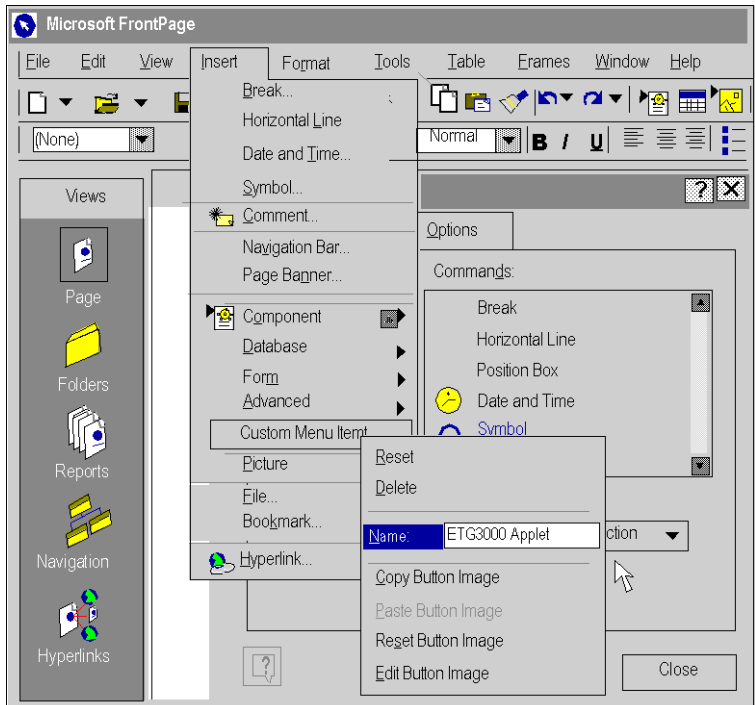 Microsoft FrontPage
File Edit View Insert Format Tools Table Frames Window Help
(None)
Normal
B I U
Views
Page
Folders
Reports
Navigation
Hyperlinks
Break...
Horizontal Line
Date and Time...
Symbol...
Comment...
Navigation Bar...
Page Banner...
Component
Database
Form
Advanced
Custom Menu Itemt
Picture
File...
Bookmark...
Hyperlink...
? X
Options
Commands:
Break
Horizontal Line
Position Box
Date and Time
Symbol
Reset
Delete
Name: ETG3000 Applet
Copy Button Image
Paste Button Image
Reset Button Image
Edit Button Image
ction
?
Close